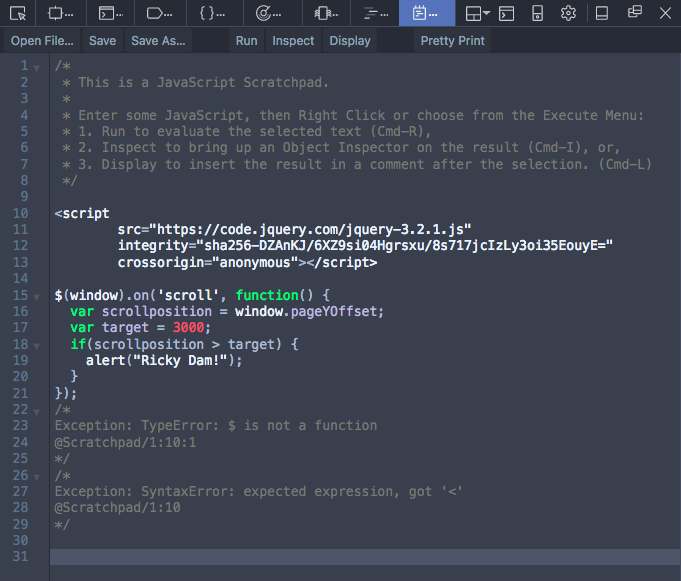 Open File... Save Save As... Run Inspect Display Pretty Print
1 /*
2  * This is a JavaScript Scratchpad.
3  *
4  * Enter some JavaScript, then Right Click or choose from the Execute Menu:
5  * 1. Run to evaluate the selected text (Cmd-R),
6  * 2. Inspect to bring up an Object Inspector on the result (Cmd-I), or,
7  * 3. Display to insert the result in a comment after the selection. (Cmd-L)
8  */
9
10 <script
11         src="https://code.jquery.com/jquery-3.2.1.js"
12         integrity="sha256-DZAnKJ/6XZ9si04Hgrsxu/8s717jcIzLy3oi35EouyE="
13         crossorigin="anonymous"></script>
14
15 $(window).on('scroll', function() {
16   var scrollposition = window.pageYOffset;
17   var target = 3000;
18   if(scrollposition > target) {
19     alert("Ricky Dam!");
20   }
21 });
22 /*
23 Exception: TypeError: $ is not a function
24 @Scratchpad/1:10:1
25 */
26 /*
27 Exception: SyntaxError: expected expression, got '<'
28 @Scratchpad/1:10
29 */
30
31